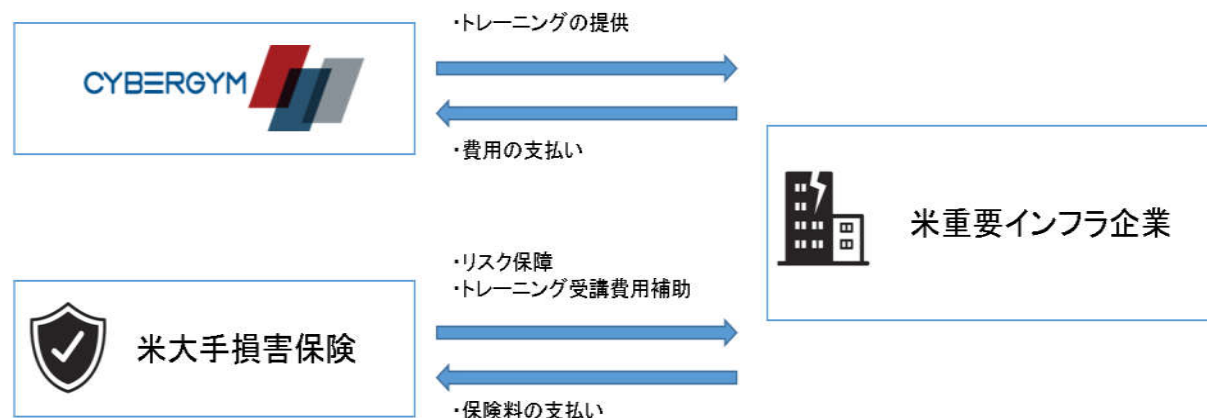 ・トレーニングの提供
CYBERGYM
・費用の支払い
米重要インフラ企業
・リスク保障
・トレーニング受講費用補助
米大手損害保険
・保険料の支払い